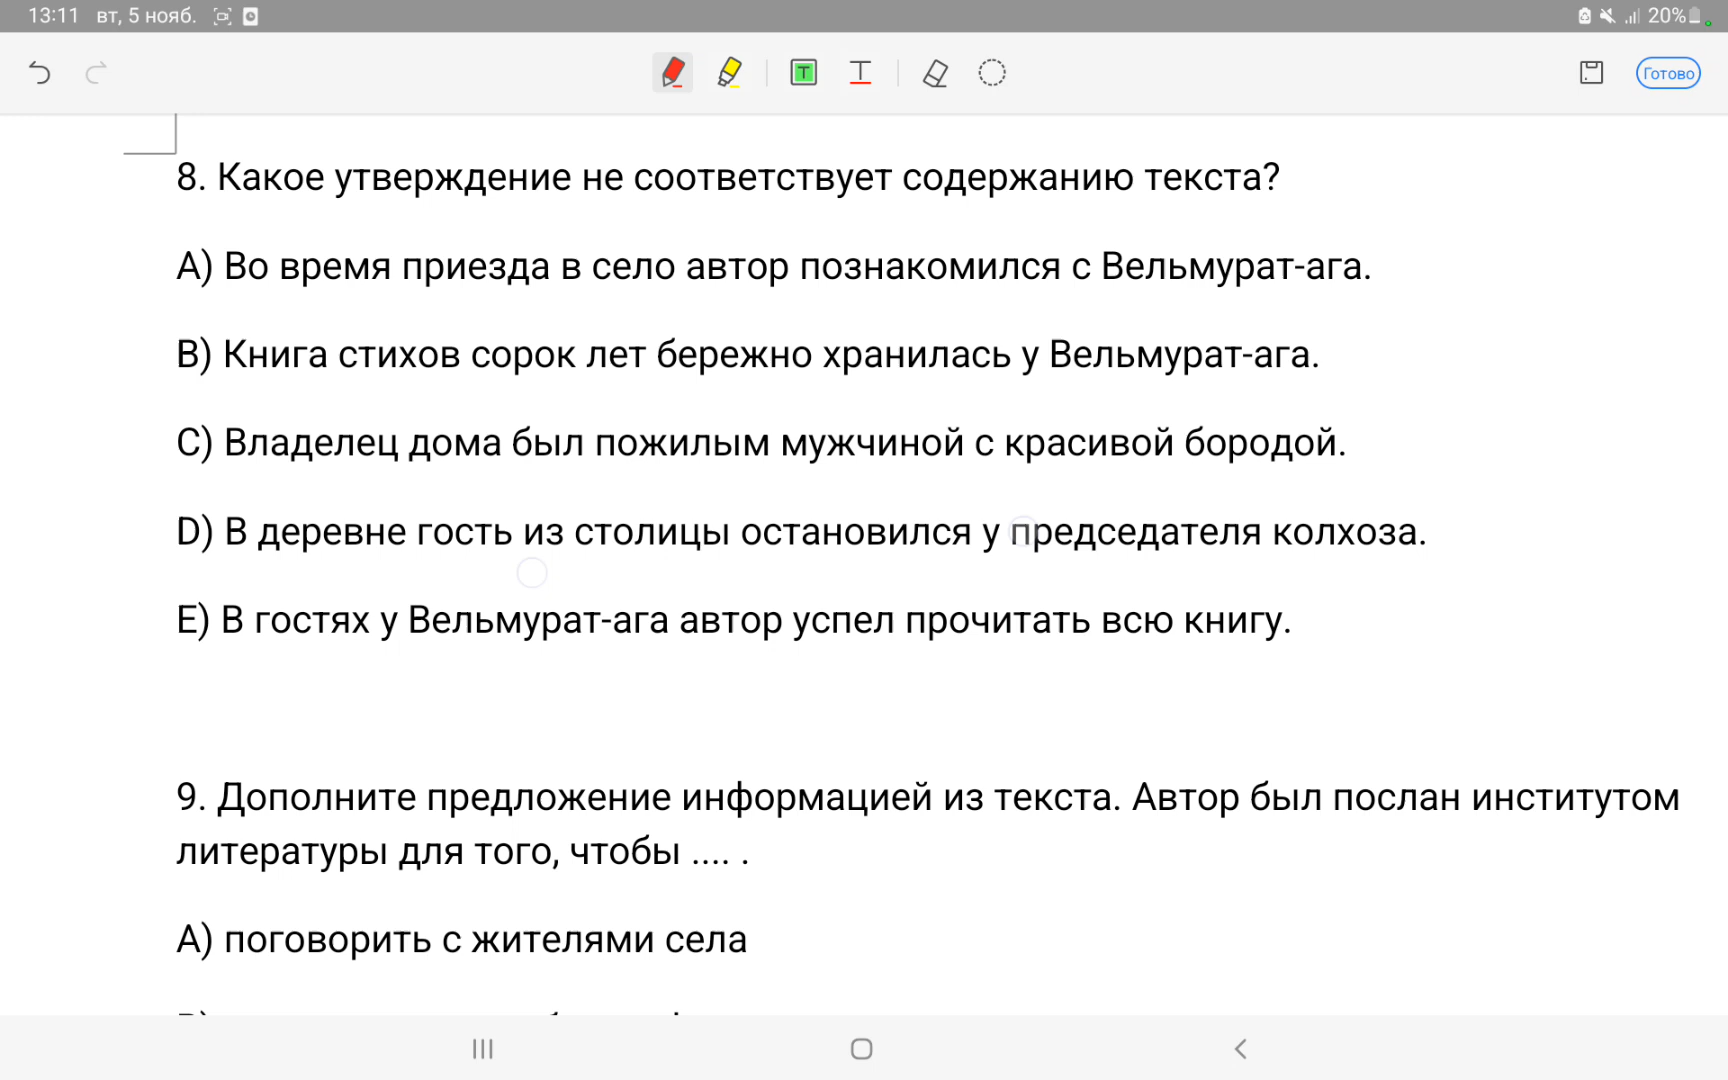 13:11 вт, 5 нояб. 20%
Готово
8. Какое утверждение не соответствует содержанию текста?
A) Во время приезда в село автор познакомился с Вельмурат-ага.
B) Книга стихов сорок лет бережно хранилась у Вельмурат-ага.
C) Владелец дома был пожилым мужчиной с красивой бородой.
D) В деревне гость из столицы остановился у председателя колхоза.
E) В гостях у Вельмурат-ага автор успел прочитать всю книгу.
9. Дополните предложение информацией из текста. Автор был послан институтом
литературы для того, чтобы .... .
A) поговорить с жителями села